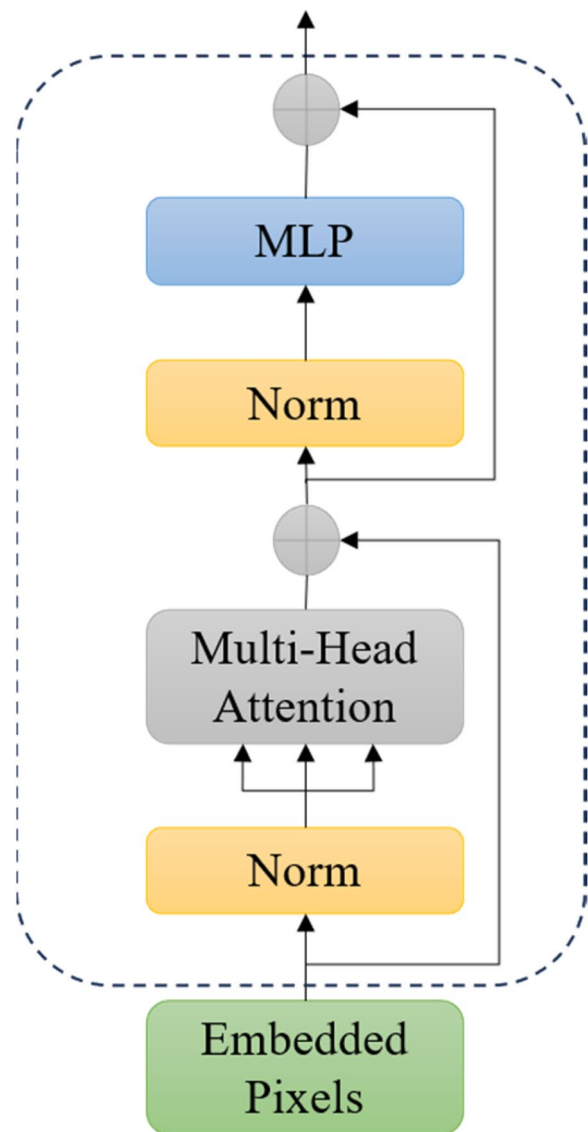 MLP
Norm
Multi-Head
Attention
Norm
Embedded
Pixels